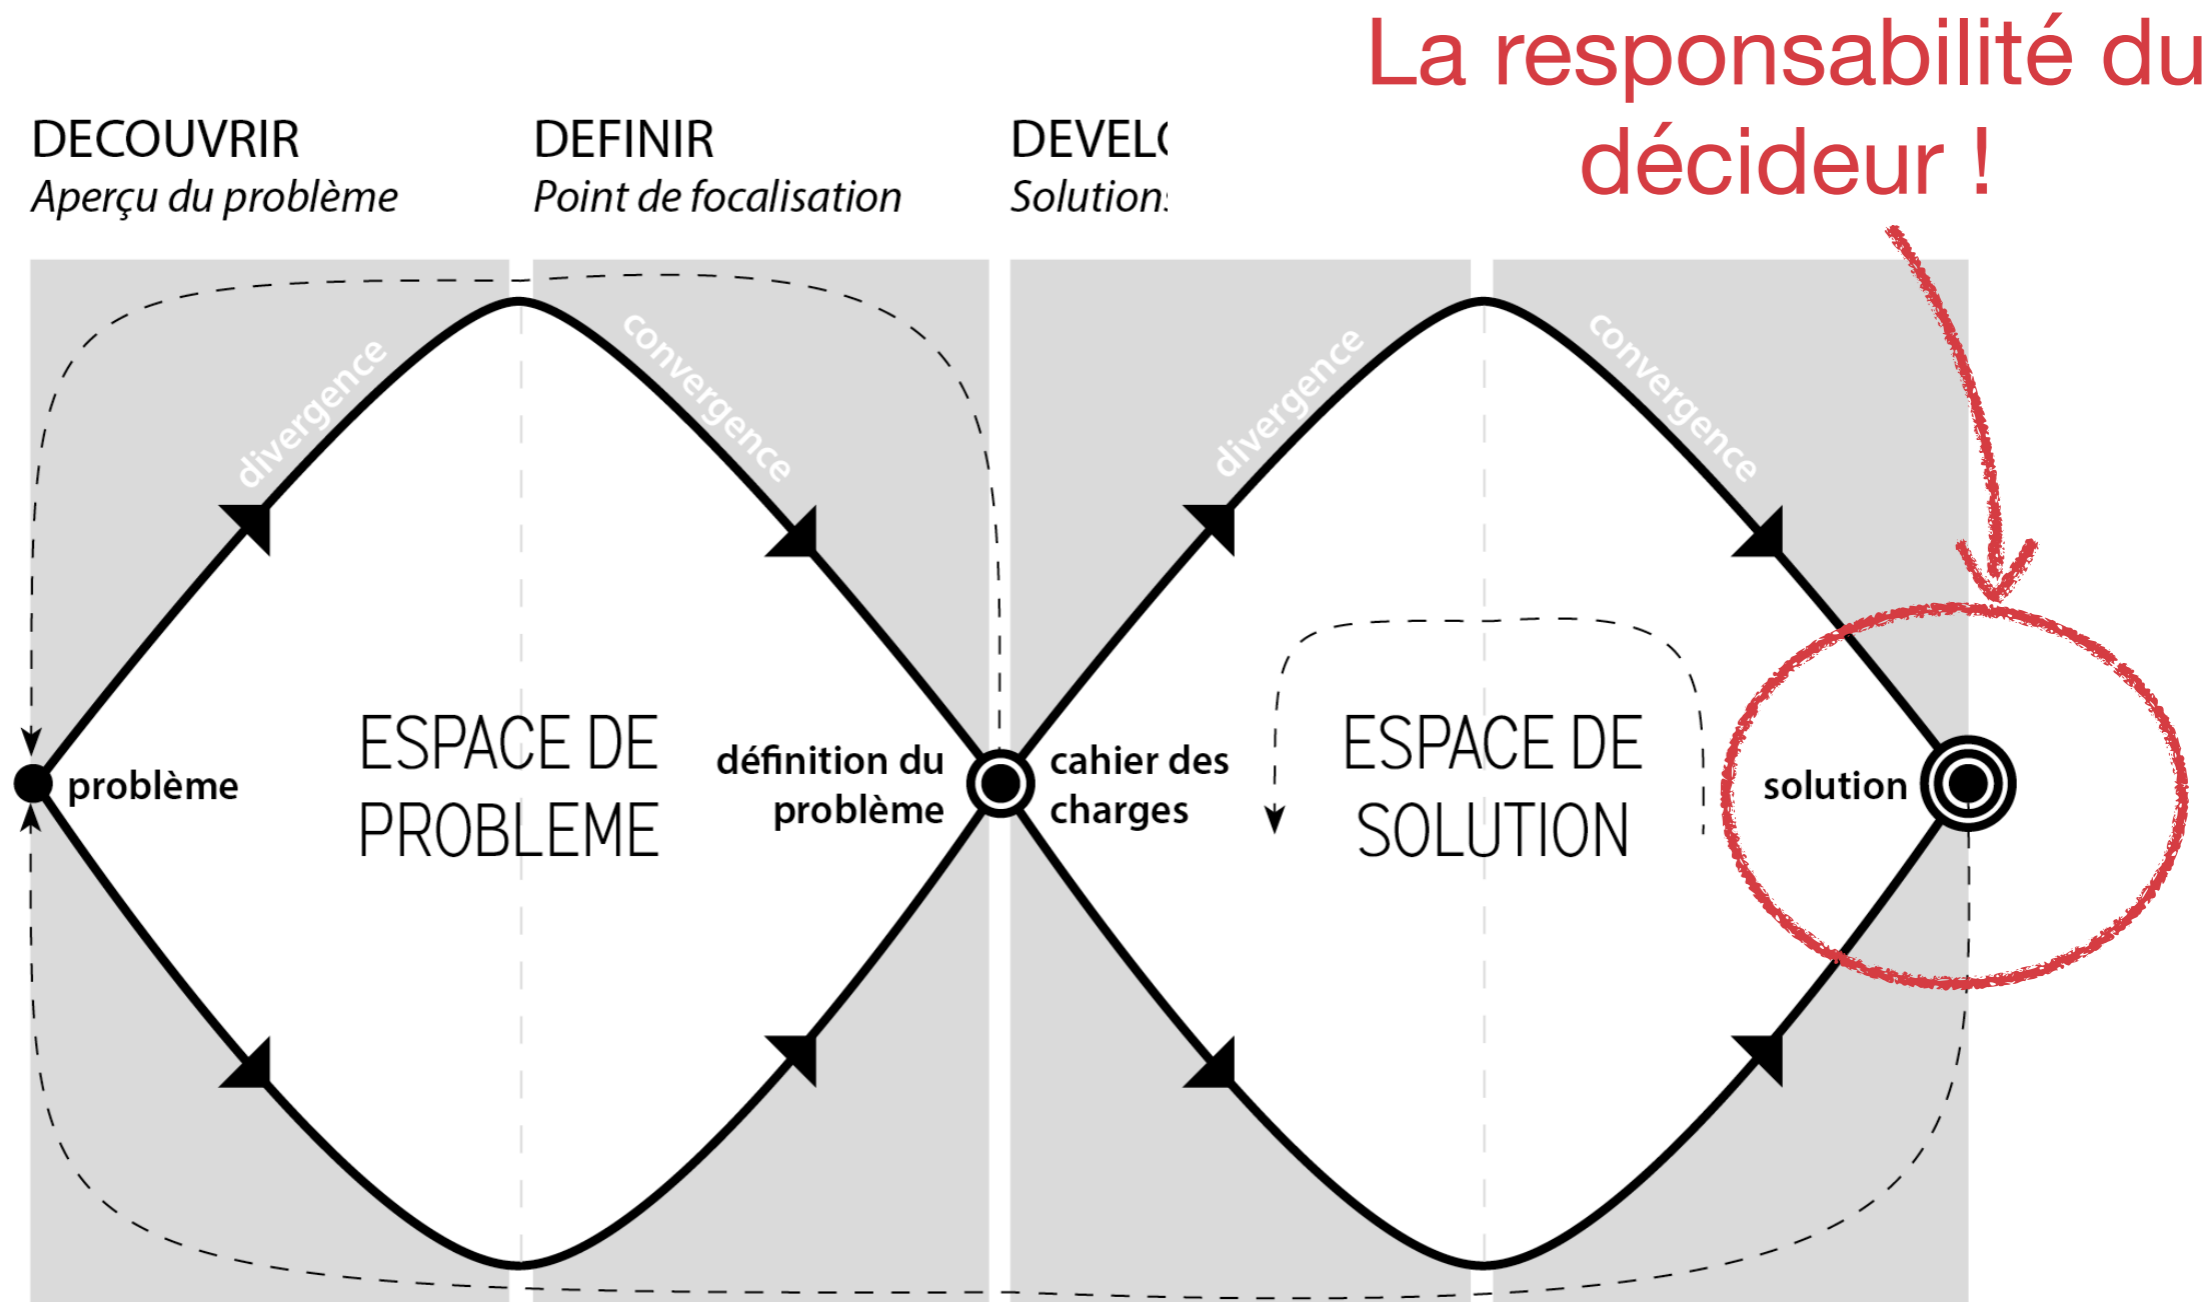 La responsabilité du
décideur !
DECOUVRIR
Aperçu du problème
DEFINIR
Point de focalisation
divergence
convergence
divergence
convergence
problème
ESPACE DE
PROBLEME
définition du
problème
cahier des
charges
ESPACE DE
SOLUTION
solution